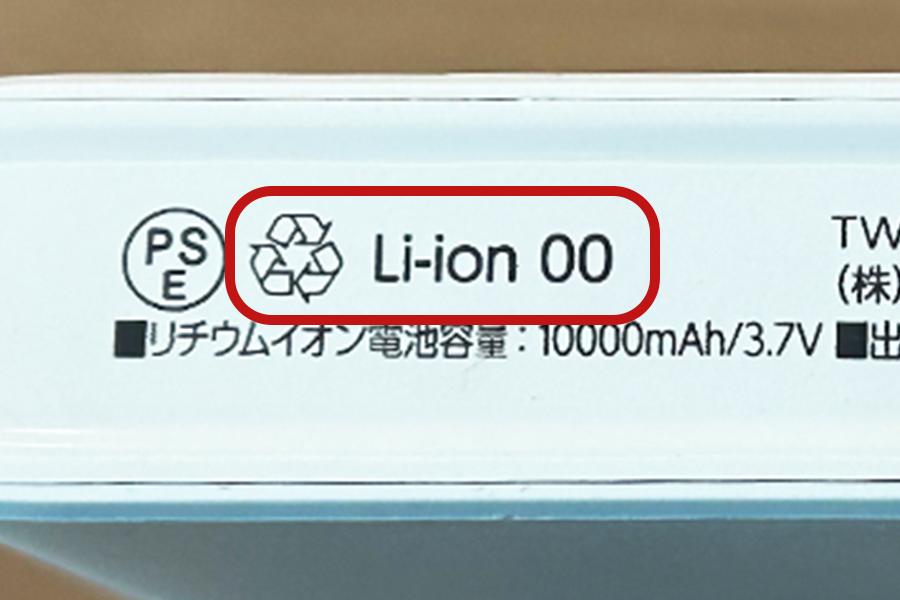 PS
E
Li-ion 00
TW
(株)
■リチウムイオン電池容量：10000mAh/3.7V ■出